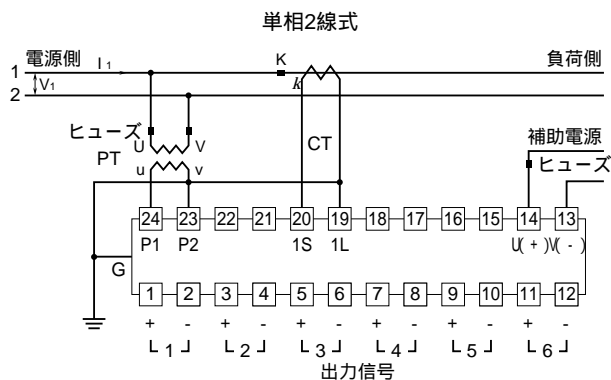 単相2線式
電源側 I1 K 負荷側
1
V1 k
2
ヒューズ U V 補助電源
PT CT ヒューズ
u v
24 23 22 21 20 19 18 17 16 15 14 13
P1 P2 1S 1L U( + ) V( - )
G
1 2 3 4 5 6 7 8 9 10 11 12
+ - + - + - + - + - + -
1 2 3 4 5 6
出力信号